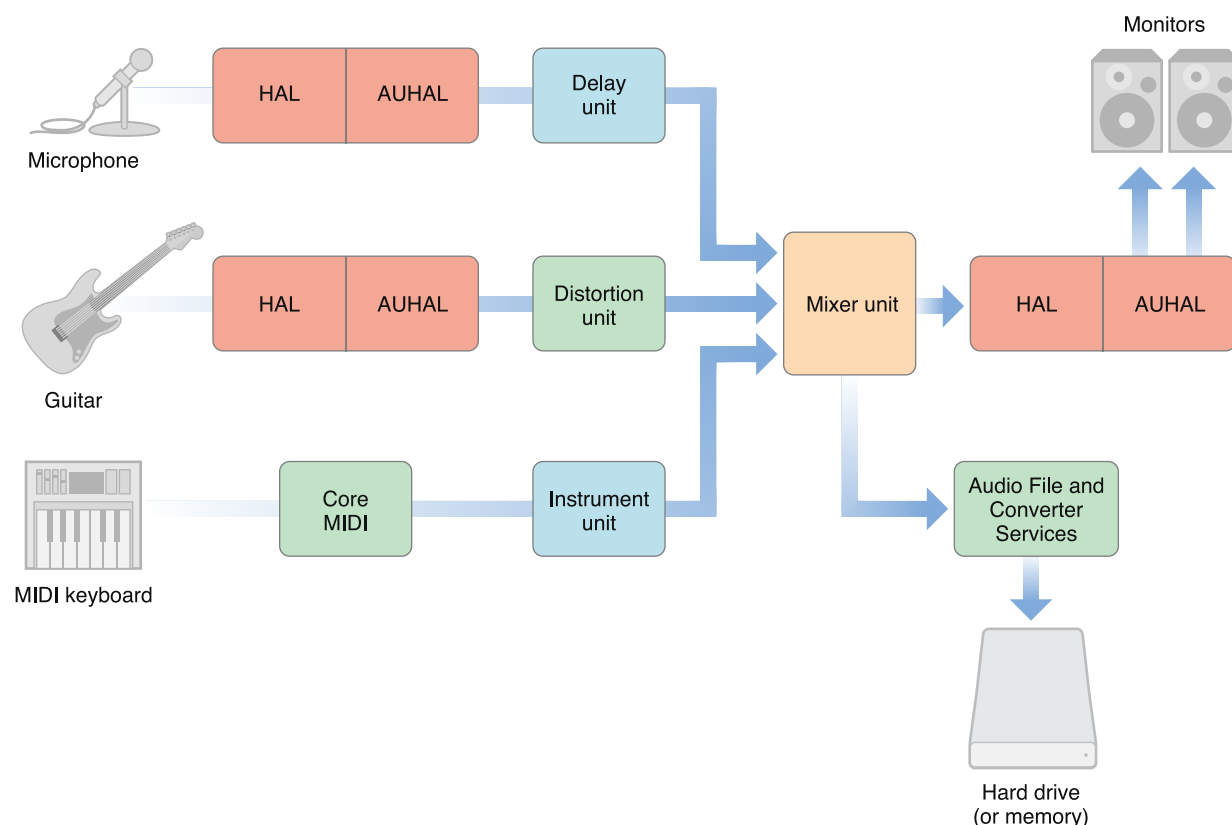 Monitors
HAL
AUHAL
Delay
unit
Microphone
HAL
AUHAL
Distortion
unit
Mixer unit
HAL
AUHAL
Guitar
Core
MIDI
Instrument
unit
Audio File and
Converter
Services
MIDI keyboard
Hard drive
(or memory)